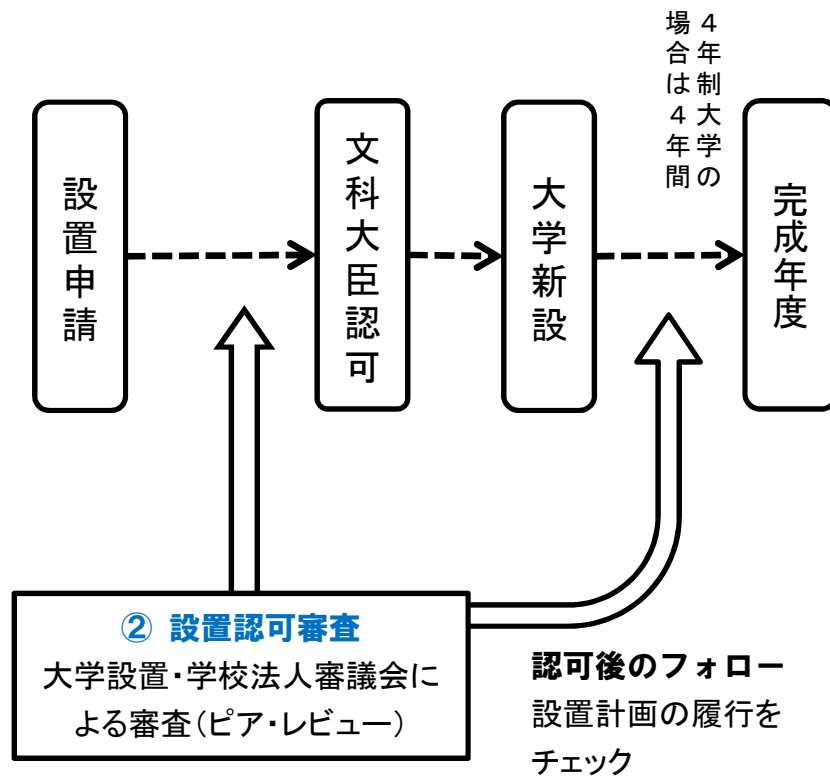 ４年制大学の
場合は４年間
設置申請
文科大臣認可
大学新設
完成年度
② 設置認可審査
大学設置・学校法人審議会に
よる審査（ピア・レビュー）
認可後のフォロー
設置計画の履行を
チェック